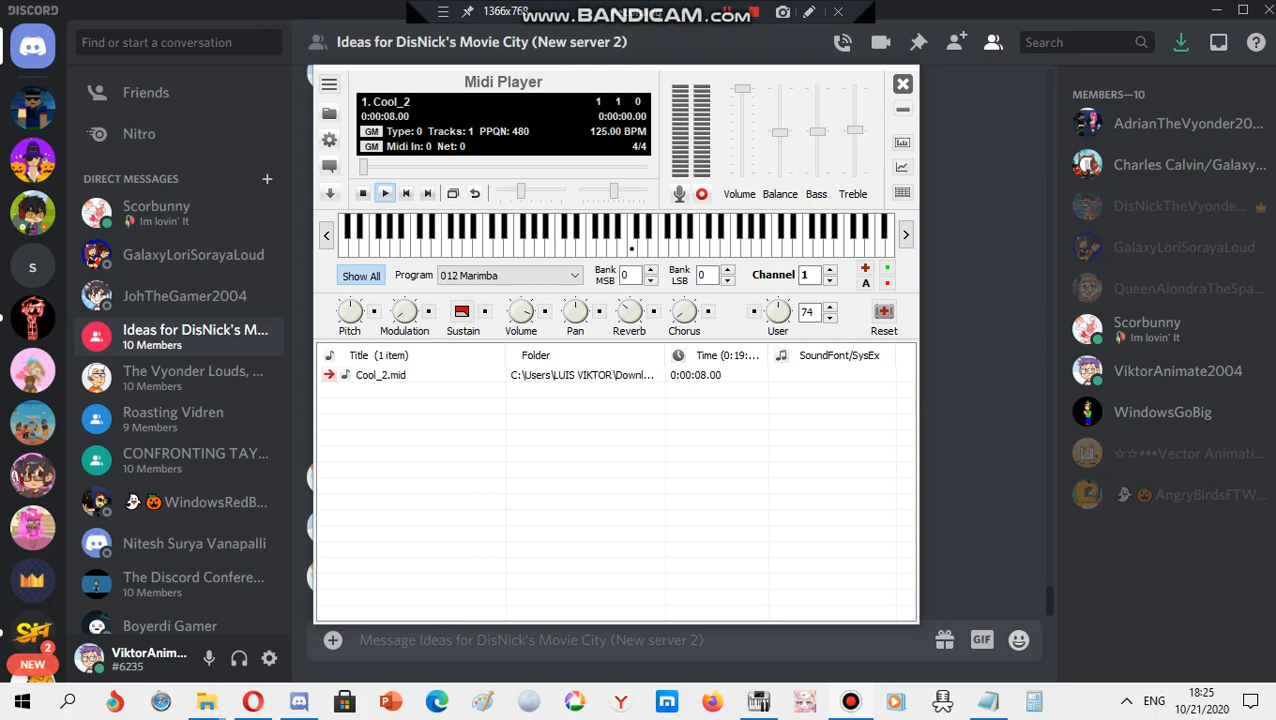 DISCORD
1366x768
www.BANDICAM.com
Find or start a conversation
Ideas for DisNick's Movie City (New server 2)
Search
Friends
Nitro
DIRECT MESSAGES
Scorbunny
Im lovin' It
GalaxyLoriSorayaLoud
JohTheGamer2004
Ideas for DisNick's M...
10 Members
The Vyonder Louds, ...
10 Members
Roasting Vidren
9 Members
CONFRONTING TAY...
10 Members
WindowsRedB...
Nitesh Surya Vanapalli
The Discord Confere...
10 Members
Boyerdi Gamer
S
2
NEW
ViktorAnim...
#6235
Midi Player
1. Cool_2 1 1 0
0:00:08.00 0:00:00.00
GM Type: 0 Tracks: 1 PPQN: 480 125.00 BPM
GM Midi In: 0 Net: 0 4/4
Volume Balance Bass Treble
Show All Program 012 Marimba Bank MSB 0 Bank LSB 0 Channel 1 A
Pitch Modulation Sustain Volume Pan Reverb Chorus User 74 Reset
Title (1 item) Folder Time (0:19:... SoundFont/SysEx
Cool_2.mid C:\Users\LUIS VIKTOR\Downl... 0:00:08.00
Message Ideas for DisNick's Movie City (New server 2)
GIF
MEMBERS—10
AdrianTheVyonder20...
Charles Calvin/Galaxy...
DisNickTheVyonde...
GalaxyLoriSorayaLoud
QueenAlondraTheSpa...
Scorbunny
Im lovin' It
ViktorAnimate2004
WindowsGoBig
☆☆•••Vector Animati...
AngryBirdsFTW...
ENG
18:25
10/21/2020